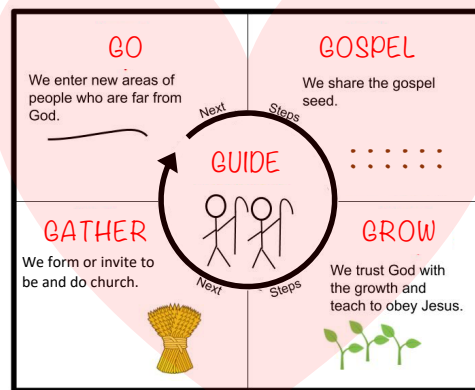 GO
We enter new areas of
people who are far from
God.
GOSPEL
We share the gospel
seed.
Next
Steps
GUIDE
GATHER
We form or invite to
be and do church.
GROW
We trust God with
the growth and
teach to obey Jesus.
Next
Steps